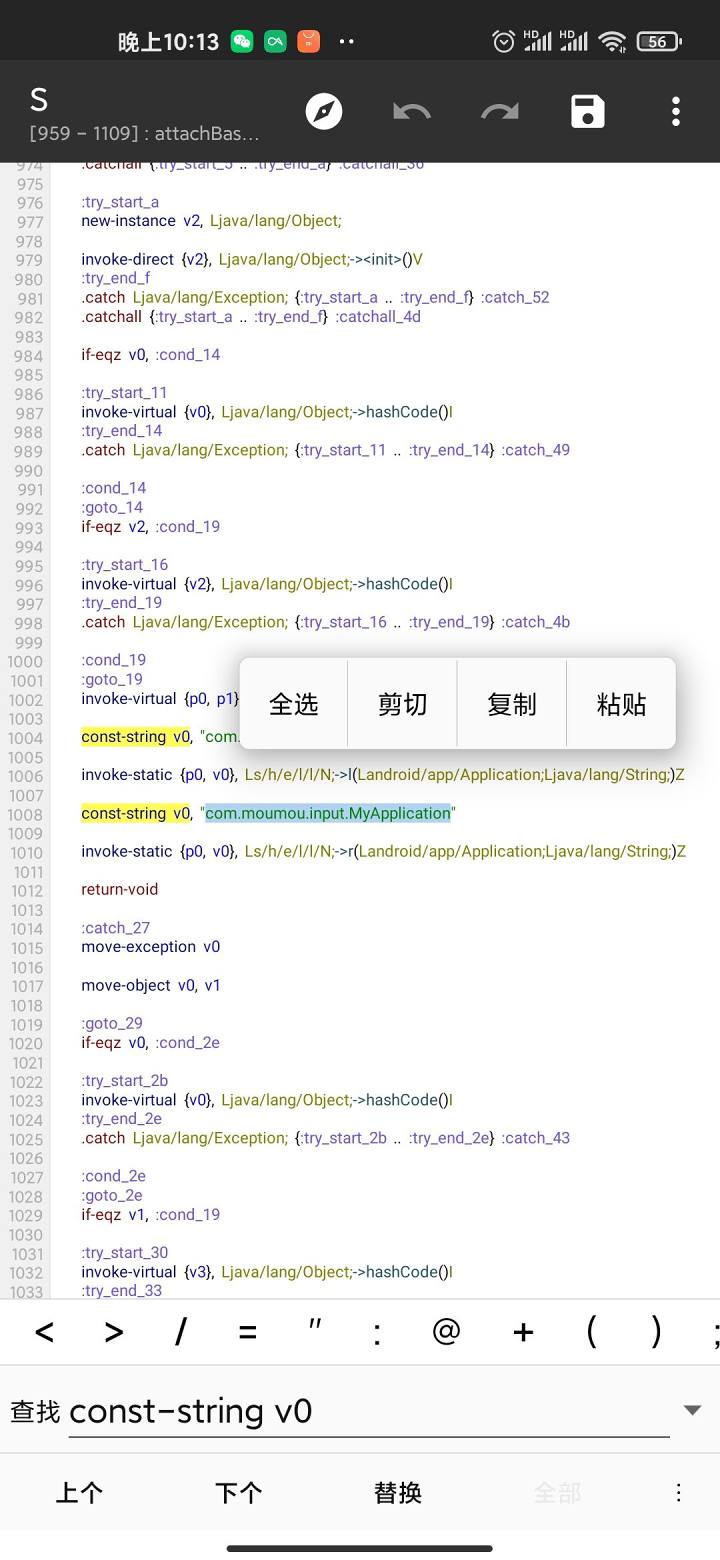 晚上10:13
HD HD 56
S
[959 - 1109] : attachBas...
974 .catchall {:try_start_5 .. :try_end_a} :catchall_36
975
976 :try_start_a
977 new-instance v2, Ljava/lang/Object;
978
979 invoke-direct {v2}, Ljava/lang/Object;-><init>()V
980 :try_end_f
981 .catch Ljava/lang/Exception; {:try_start_a .. :try_end_f} :catch_52
982 .catchall {:try_start_a .. :try_end_f} :catchall_4d
983
984 if-eqz v0, :cond_14
985
986 :try_start_11
987 invoke-virtual {v0}, Ljava/lang/Object;->hashCode()I
988 :try_end_14
989 .catch Ljava/lang/Exception; {:try_start_11 .. :try_end_14} :catch_49
990
991 :cond_14
992 :goto_14
993 if-eqz v2, :cond_19
994
995 :try_start_16
996 invoke-virtual {v2}, Ljava/lang/Object;->hashCode()I
997 :try_end_19
998 .catch Ljava/lang/Exception; {:try_start_16 .. :try_end_19} :catch_4b
999
1000 :cond_19
1001 :goto_19
1002 invoke-virtual {p0, p1}
全选 剪切 复制 粘贴
1003
1004 const-string v0, "com.
1005
1006 invoke-static {p0, v0}, Ls/h/e/l/l/N;->l(Landroid/app/Application;Ljava/lang/String;)Z
1007
1008 const-string v0, "com.moumou.input.MyApplication"
1009
1010 invoke-static {p0, v0}, Ls/h/e/l/l/N;->r(Landroid/app/Application;Ljava/lang/String;)Z
1011
1012 return-void
1013
1014 :catch_27
1015 move-exception v0
1016
1017 move-object v0, v1
1018
1019 :goto_29
1020 if-eqz v0, :cond_2e
1021
1022 :try_start_2b
1023 invoke-virtual {v0}, Ljava/lang/Object;->hashCode()I
1024 :try_end_2e
1025 .catch Ljava/lang/Exception; {:try_start_2b .. :try_end_2e} :catch_43
1026
1027 :cond_2e
1028 :goto_2e
1029 if-eqz v1, :cond_19
1030
1031 :try_start_30
1032 invoke-virtual {v3}, Ljava/lang/Object;->hashCode()I
1033 :try_end_33
< > / = " : @ + ( ) ;
查找 const-string v0
上个 下个 替换 全部